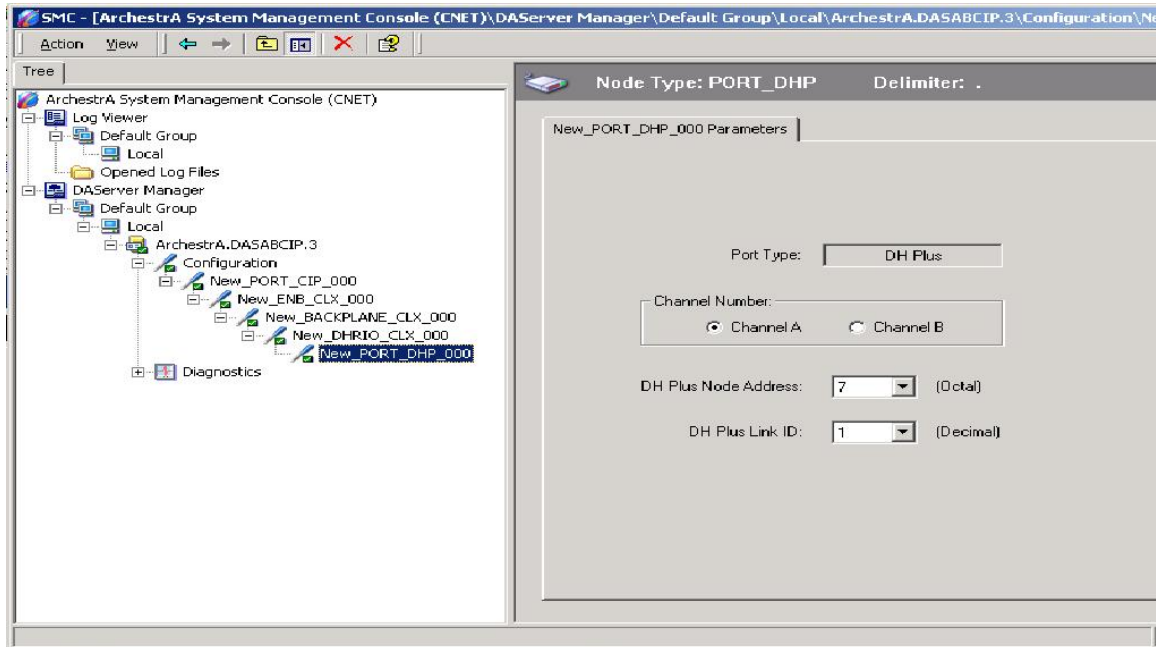 SMC - [ArchestrA System Management Console (CNET)\DAServer Manager\Default Group\Local\ArchestrA.DASABCIP.3\Configuration\Ne
Action View
Tree
ArchestrA System Management Console (CNET)
Log Viewer
Default Group
Local
Opened Log Files
DAServer Manager
Default Group
Local
ArchestrA.DASABCIP.3
Configuration
New_PORT_CIP_000
New_ENB_CLX_000
New_BACKPLANE_CLX_000
New_DHRIO_CLX_000
New_PORT_DHP_000
Diagnostics
Node Type: PORT_DHP Delimiter: .
New_PORT_DHP_000 Parameters
Port Type: DH Plus
Channel Number:
Channel A Channel B
DH Plus Node Address: 7 (Octal)
DH Plus Link ID: 1 (Decimal)